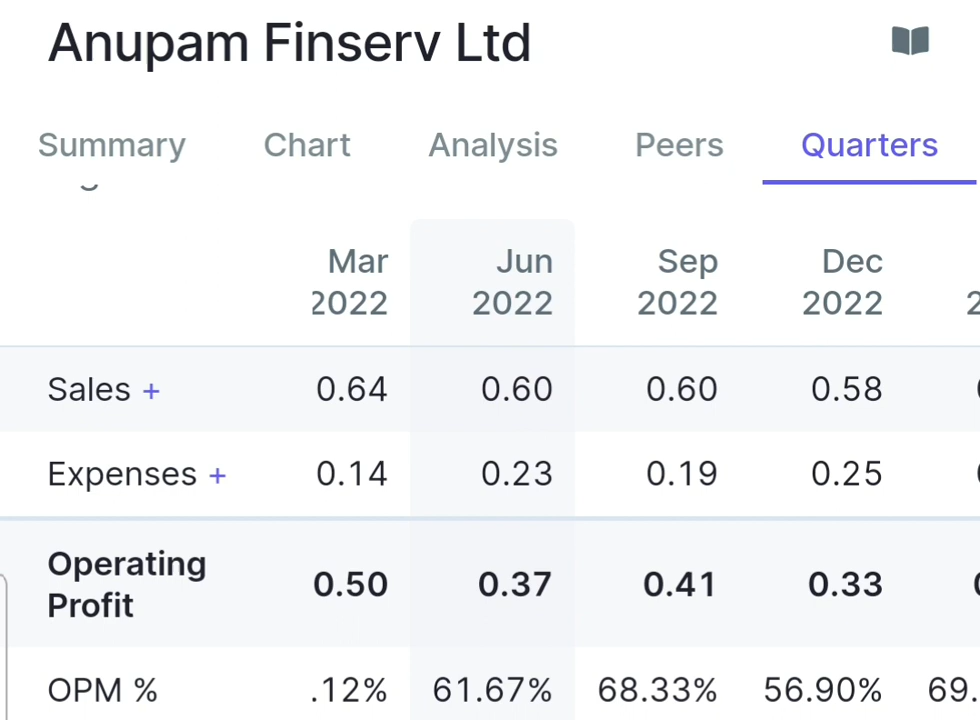 Anupam Finserv Ltd
Summary Chart Analysis Peers Quarters
Mar 2022 Jun 2022 Sep 2022 Dec 2022
Sales + 0.64 0.60 0.60 0.58
Expenses + 0.14 0.23 0.19 0.25
Operating Profit 0.50 0.37 0.41 0.33
OPM % .12% 61.67% 68.33% 56.90% 69.